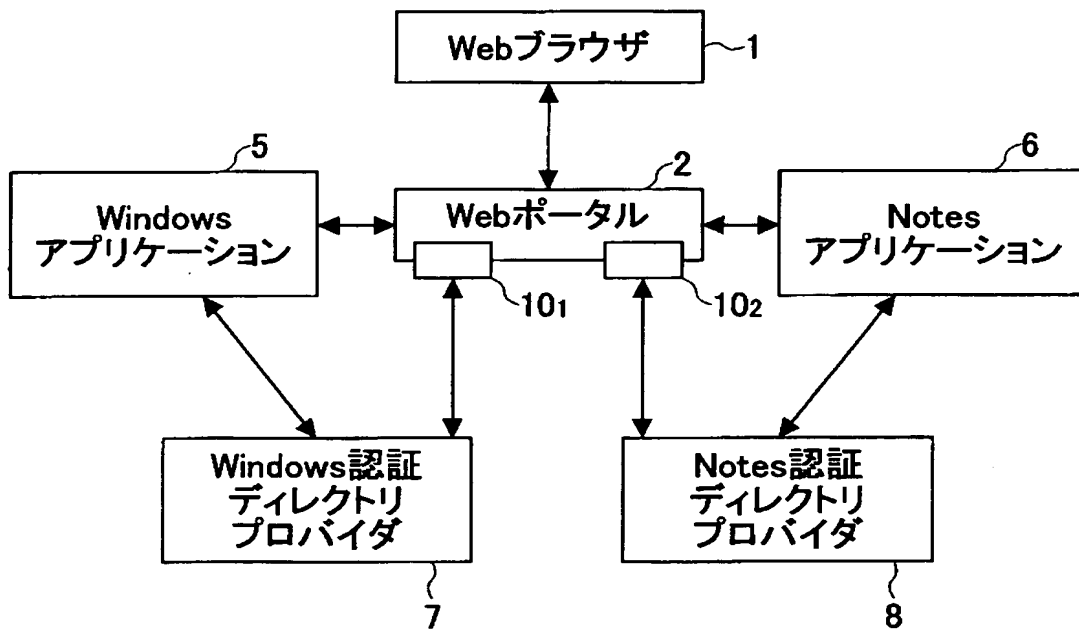 Webブラウザ
1
5
2
6
Windows
アプリケーション
Webポータル
Notes
アプリケーション
10₁
10₂
Windows認証
ディレクトリ
プロバイダ
Notes認証
ディレクトリ
プロバイダ
7
8